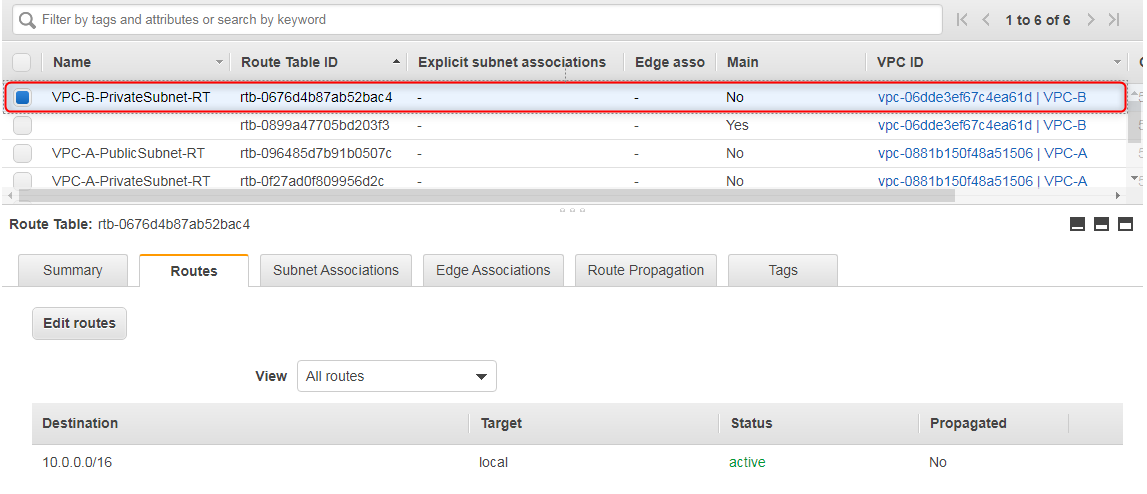 Filter by tags and attributes or search by keyword 1 to 6 of 6
Name Route Table ID Explicit subnet associations Edge asso Main VPC ID
VPC-B-PrivateSubnet-RT rtb-0676d4b87ab52bac4 - - No vpc-06dde3ef67c4ea61d | VPC-B
rtb-0899a47705bd203f3 - - Yes vpc-06dde3ef67c4ea61d | VPC-B
VPC-A-PublicSubnet-RT rtb-096485d7b91b0507c - - No vpc-0881b150f48a51506 | VPC-A
VPC-A-PrivateSubnet-RT rtb-0f27ad0f809956d2c - - No vpc-0881b150f48a51506 | VPC-A
Route Table: rtb-0676d4b87ab52bac4
Summary Routes Subnet Associations Edge Associations Route Propagation Tags
Edit routes
View All routes
Destination Target Status Propagated
10.0.0.0/16 local active No